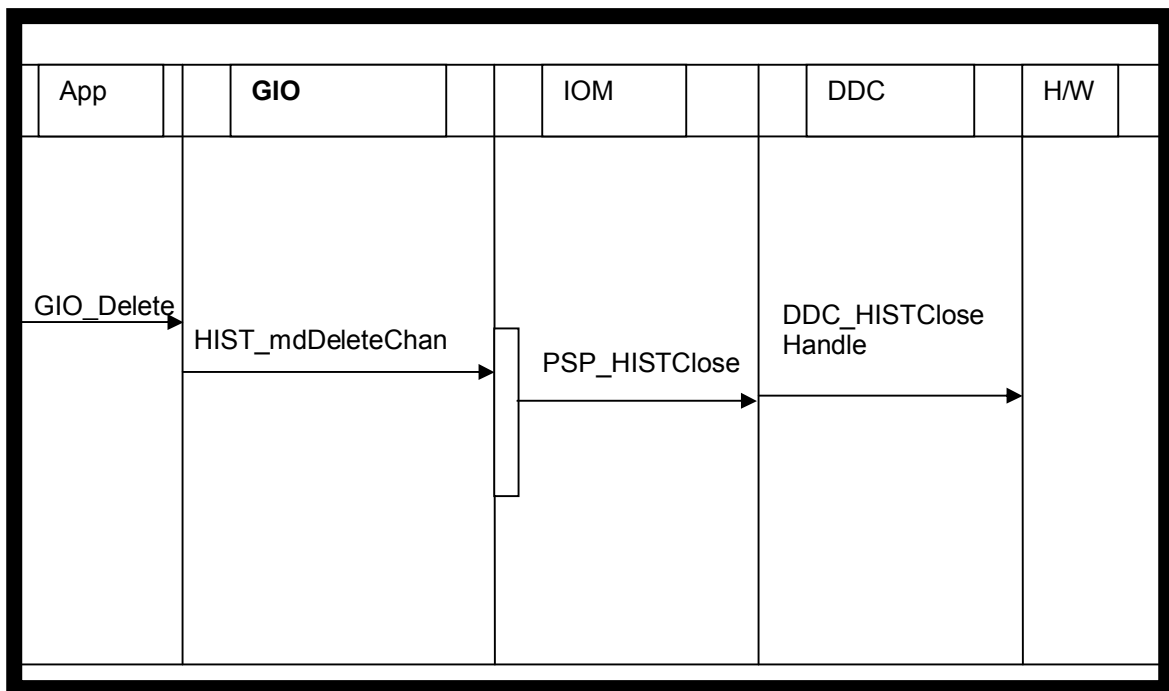 App
GIO
IOM
DDC
H/W
GIO_Delete
HIST_mdDeleteChan
PSP_HISTClose
DDC_HISTClose
Handle